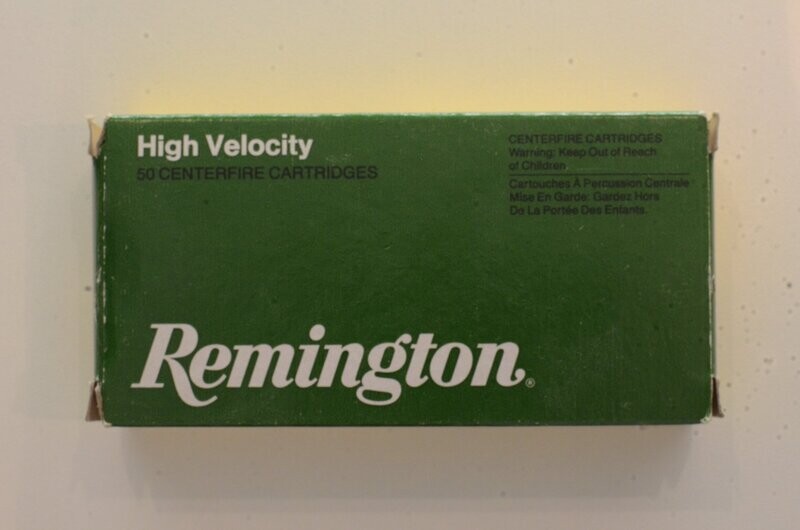 High Velocity
50 CENTERFIRE CARTRIDGES
CENTERFIRE CARTRIDGES
Warning: Keep Out of Reach
of Children
Cartouches À Percussion Centrale
Mise En Garde: Gardez Hors
De La Portée Des Enfants.
Remington®